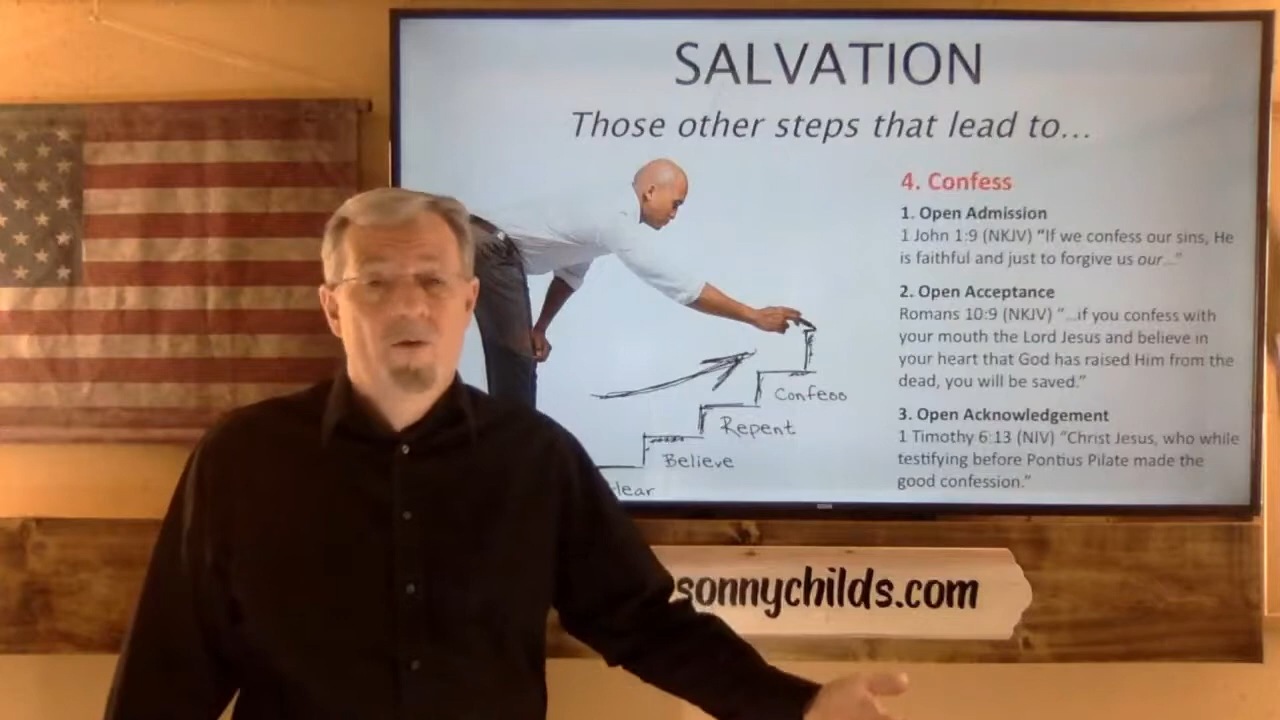 SALVATION
Those other steps that lead to...
4. Confess
1. Open Admission
1 John 1:9 (NKJV) “If we confess our sins, He
is faithful and just to forgive us our...”
2. Open Acceptance
Romans 10:9 (NKJV) “...if you confess with
your mouth the Lord Jesus and believe in
your heart that God has raised Him from the
dead, you will be saved.”
3. Open Acknowledgement
1 Timothy 6:13 (NIV) “Christ Jesus, who while
testifying before Pontius Pilate made the
good confession.”
Confess
Repent
Believe
sonnychilds.com